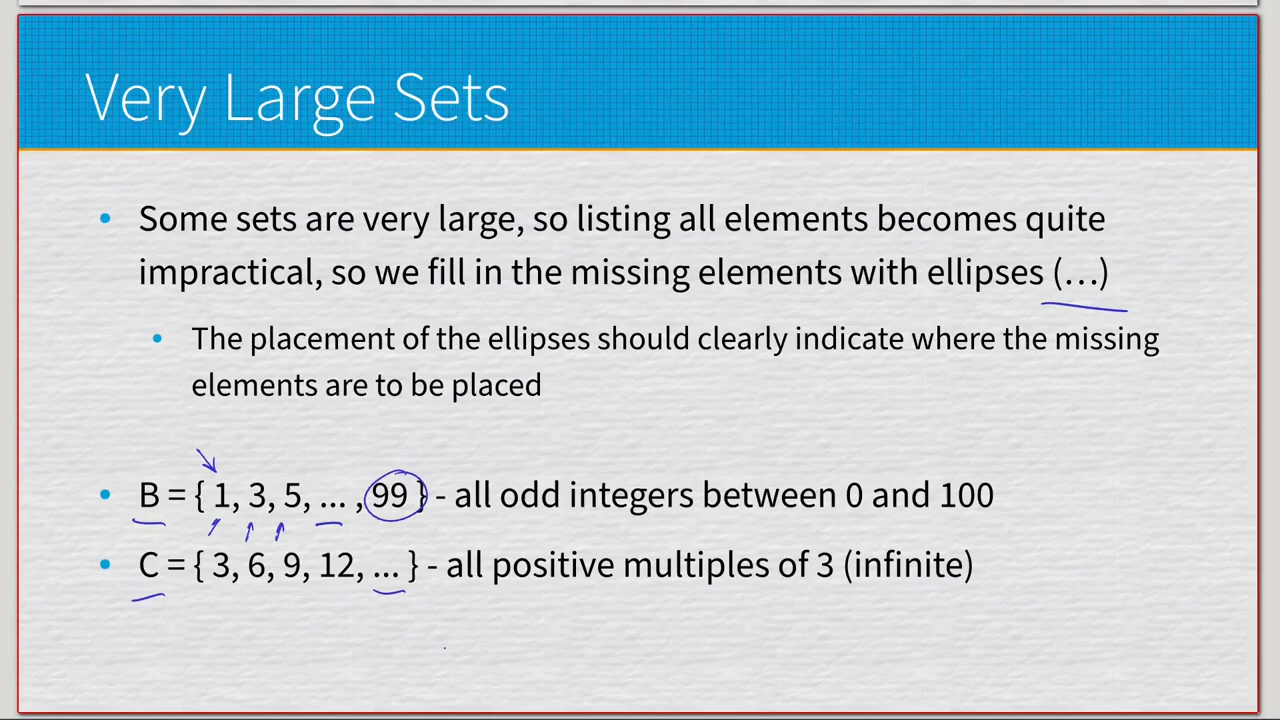 Very Large Sets
• Some sets are very large, so listing all elements becomes quite
impractical, so we fill in the missing elements with ellipses (…)
• The placement of the ellipses should clearly indicate where the missing
elements are to be placed
• B = { 1, 3, 5, ... , 99 } - all odd integers between 0 and 100
• C = { 3, 6, 9, 12, ... } - all positive multiples of 3 (infinite)